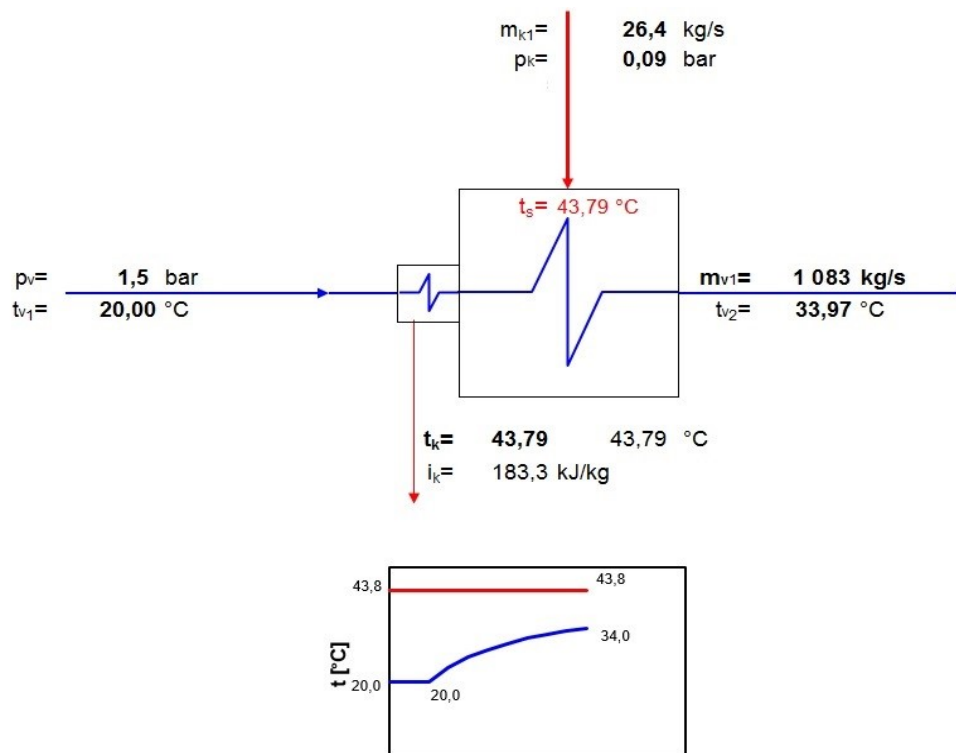 mk1= 26,4 kg/s
pk= 0,09 bar
ts= 43,79 °C
pv= 1,5 bar
tv1= 20,00 °C
mv1= 1 083 kg/s
tv2= 33,97 °C
tk= 43,79 43,79 °C
ik= 183,3 kJ/kg
43,8 43,8
34,0
20,0 20,0
t [°C]